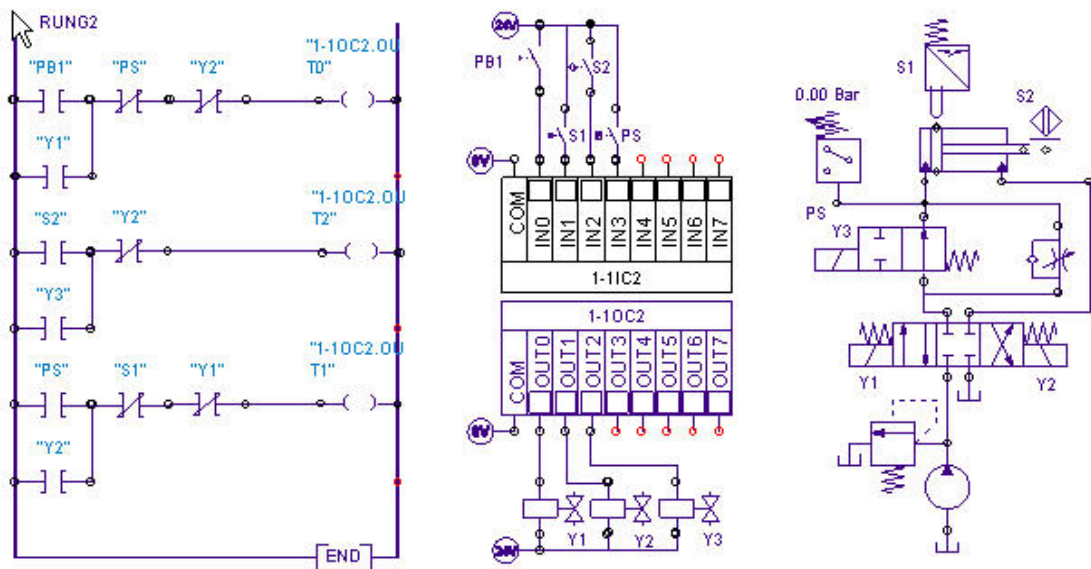 RUNG2
"PB1"
"PS"
"Y2"
"1-1OC2.OU
T0"
"Y1"
"S2"
"Y2"
"1-1OC2.OU
T2"
"Y3"
"PS"
"S1"
"Y1"
"1-1OC2.OU
T1"
"Y2"
END
24V
PB1
S2
S1
PS
0V
COM
IN0
IN1
IN2
IN3
IN4
IN5
IN6
IN7
1-1IC2
1-1OC2
COM
OUT0
OUT1
OUT2
OUT3
OUT4
OUT5
OUT6
OUT7
0V
Y1
Y2
Y3
24V
S1
0.00 Bar
S2
PS
Y3
Y1
Y2